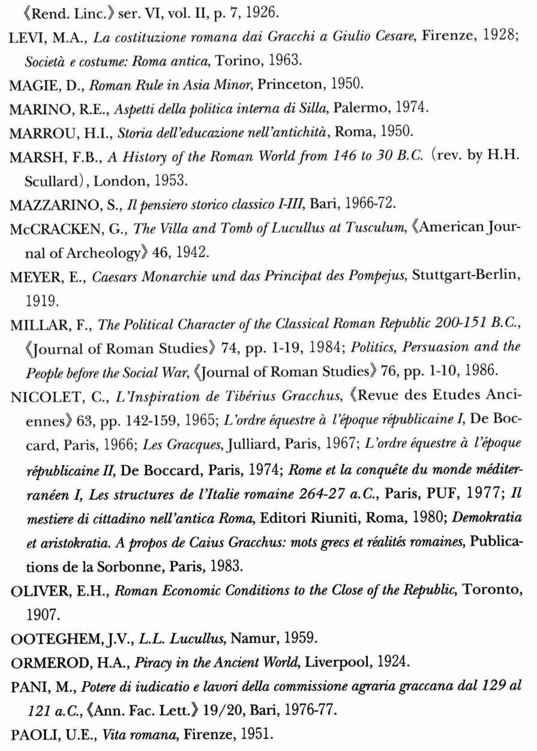 《Rend. Linc.》 ser. VI, vol. II, p. 7, 1926.
LEVI, M.A., La costituzione romana dai Gracchi a Giulio Cesare, Firenze, 1928;
Società e costume: Roma antica, Torino, 1963.
MAGIE, D., Roman Rule in Asia Minor, Princeton, 1950.
MARINO, R.E., Aspetti della politica interna di Silla, Palermo, 1974.
MARROU, H.I., Storia dell'educazione nell'antichità, Roma, 1950.
MARSH, F.B., A History of the Roman World from 146 to 30 B.C. (rev. by H.H.
Scullard), London, 1953.
MAZZARINO, S., Il pensiero storico classico I-III, Bari, 1966-72.
McCRACKEN, G., The Villa and Tomb of Lucullus at Tusculum, 《American Jour-
nal of Archeology》 46, 1942.
MEYER, E., Caesars Monarchie und das Principat des Pompejus, Stuttgart-Berlin,
1919.
MILLAR, F., The Political Character of the Classical Roman Republic 200-151 B.C.,
《Journal of Roman Studies》 74, pp. 1-19, 1984; Politics, Persuasion and the
People before the Social War, 《Journal of Roman Studies》 76, pp. 1-10, 1986.
NICOLET, C., L'Inspiration de Tibérius Gracchus, 《Revue des Etudes Anci-
ennes》 63, pp. 142-159, 1965; L'ordre équestre à l'époque républicaine I, De Boc-
card, Paris, 1966; Les Gracques, Julliard, Paris, 1967; L'ordre équestre à l'époque
républicaine II, De Boccard, Paris, 1974; Rome et la conquête du monde méditer-
ranéen I, Les structures de l'Italie romaine 264-27 a.C., Paris, PUF, 1977; Il
mestiere di cittadino nell'antica Roma, Editori Riuniti, Roma, 1980; Demokratia
et aristokratia. A propos de Caius Gracchus: mots grecs et réalités romaines, Publica-
tions de la Sorbonne, Paris, 1983.
OLIVER, E.H., Roman Economic Conditions to the Close of the Republic, Toronto,
1907.
OOTEGHEM, J.V., L.L. Lucullus, Namur, 1959.
ORMEROD, H.A., Piracy in the Ancient World, Liverpool, 1924.
PANI, M., Potere di iudicatio e lavori della commissione agraria graccana dal 129 al
121 a.C., 《Ann. Fac. Lett.》 19/20, Bari, 1976-77.
PAOLI, U.E., Vita romana, Firenze, 1951.